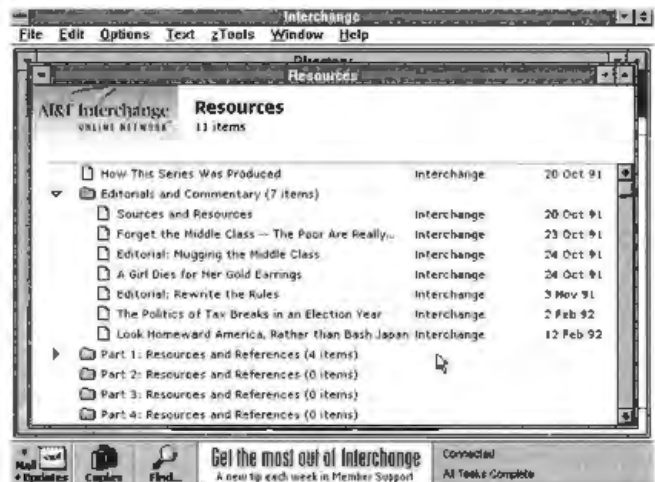 Interchange
File Edit Options Text zTools Window Help
Directory
Resources
AT&T Interchange
ONLINE NETWORK
Resources
11 items
How This Series Was Produced Interchange 20 Oct 91
Editorials and Commentary (7 items)
Sources and Resources Interchange 20 Oct 91
Forget the Middle Class — The Poor Are Really... Interchange 23 Oct 91
Editorial: Mugging the Middle Class Interchange 24 Oct 91
A Girl Dies for Her Gold Earrings Interchange 24 Oct 91
Editorial: Rewrite the Rules Interchange 3 Nov 91
The Politics of Tax Breaks in an Election Year Interchange 2 Feb 92
Look Homeward America, Rather than Bash Japan Interchange 12 Feb 92
Part 1: Resources and References (4 items)
Part 2: Resources and References (0 items)
Part 3: Resources and References (0 items)
Part 4: Resources and References (0 items)
Mail
+Updates Copies Find...
Get the most out of Interchange
A new tip each week in Member Support
Connected
All Tasks Complete